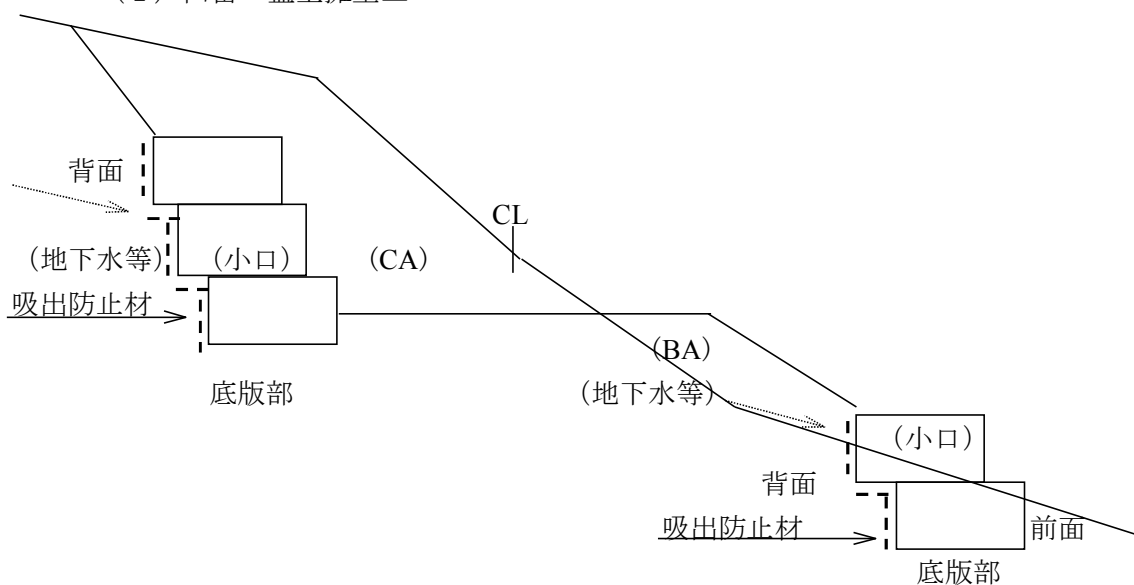 背面
CL
（地下水等）
（小口）
（CA）
吸出防止材
（BA）
底版部
（地下水等）
（小口）
背面
吸出防止材
前面
底版部